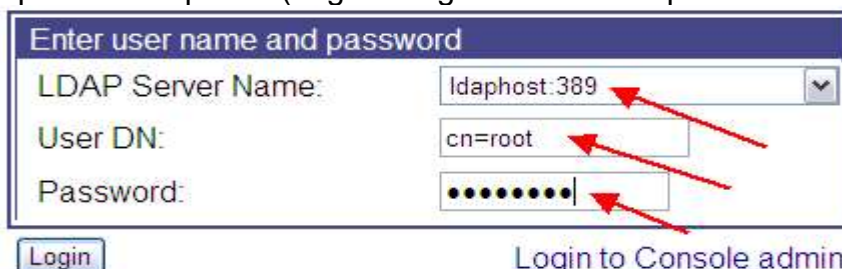 Enter user name and password
LDAP Server Name: ldaphost:389
User DN: cn=root
Password: ●●●●●●●●
Login Login to Console admin